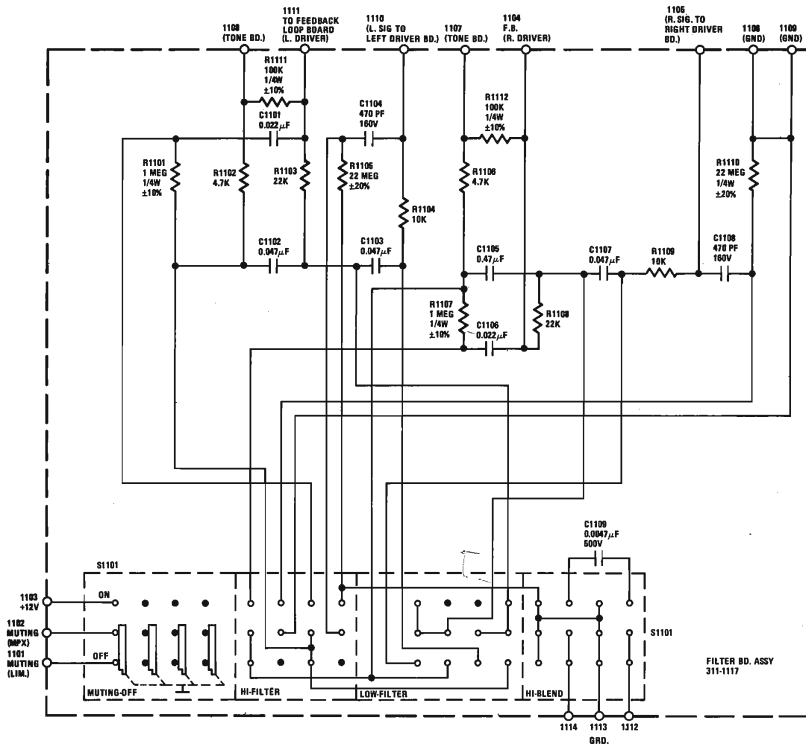 1108
(TONE BD.)
1111
TO FEEDBACK
LOOP BOARD
(L. DRIVER)
1110
(L. SIG TO
LEFT DRIVER BD.)
1107
(TONE BD.)
1104
F.B.
(R. DRIVER)
1105
(R. SIG. TO
RIGHT DRIVER
BD.)
1108
(GND)
1109
(GND)
R1111
100K
1/4W
±10%
C1101
0.022µF
C1104
470 PF
160V
R1112
100K
1/4W
±10%
R1101
1 MEG
1/4W
±10%
R1102
4.7K
R1103
22K
R1105
22 MEG
±20%
R1104
10K
R1106
4.7K
R1110
22 MEG
1/4W
±20%
C1102
0.047µF
C1103
0.047µF
C1105
0.47µF
C1107
0.047µF
R1109
10K
C1108
470 PF
160V
R1107
1 MEG
1/4W
±10%
C1106
0.022µF
R1108
22K
C1109
0.0047µF
500V
S1101
1103
+12V
ON
1102
MUTING
(MPX)
1101
MUTING
(LIM.)
OFF
S1101
FILTER BD. ASSY
311-1117
MUTING-OFF
HI-FILTER
LOW-FILTER
HI-BLEND
1114
1113
1312
GRD.